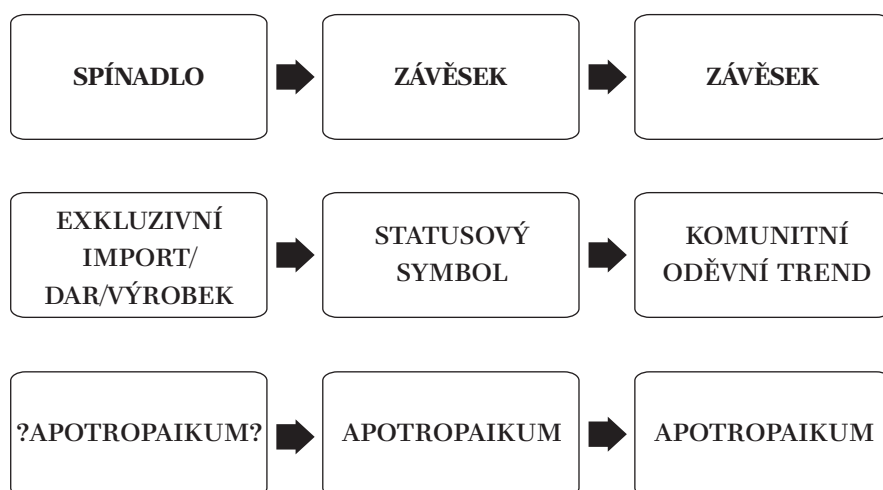 SPÍNADLO
ZÁVĚSEK
ZÁVĚSEK
EXKLUZIVNÍ
IMPORT/
DAR/VÝROBEK
STATUSOVÝ
SYMBOL
KOMUNITNÍ
ODĚVNÍ TREND
?APOTROPAIKUM?
APOTROPAIKUM
APOTROPAIKUM